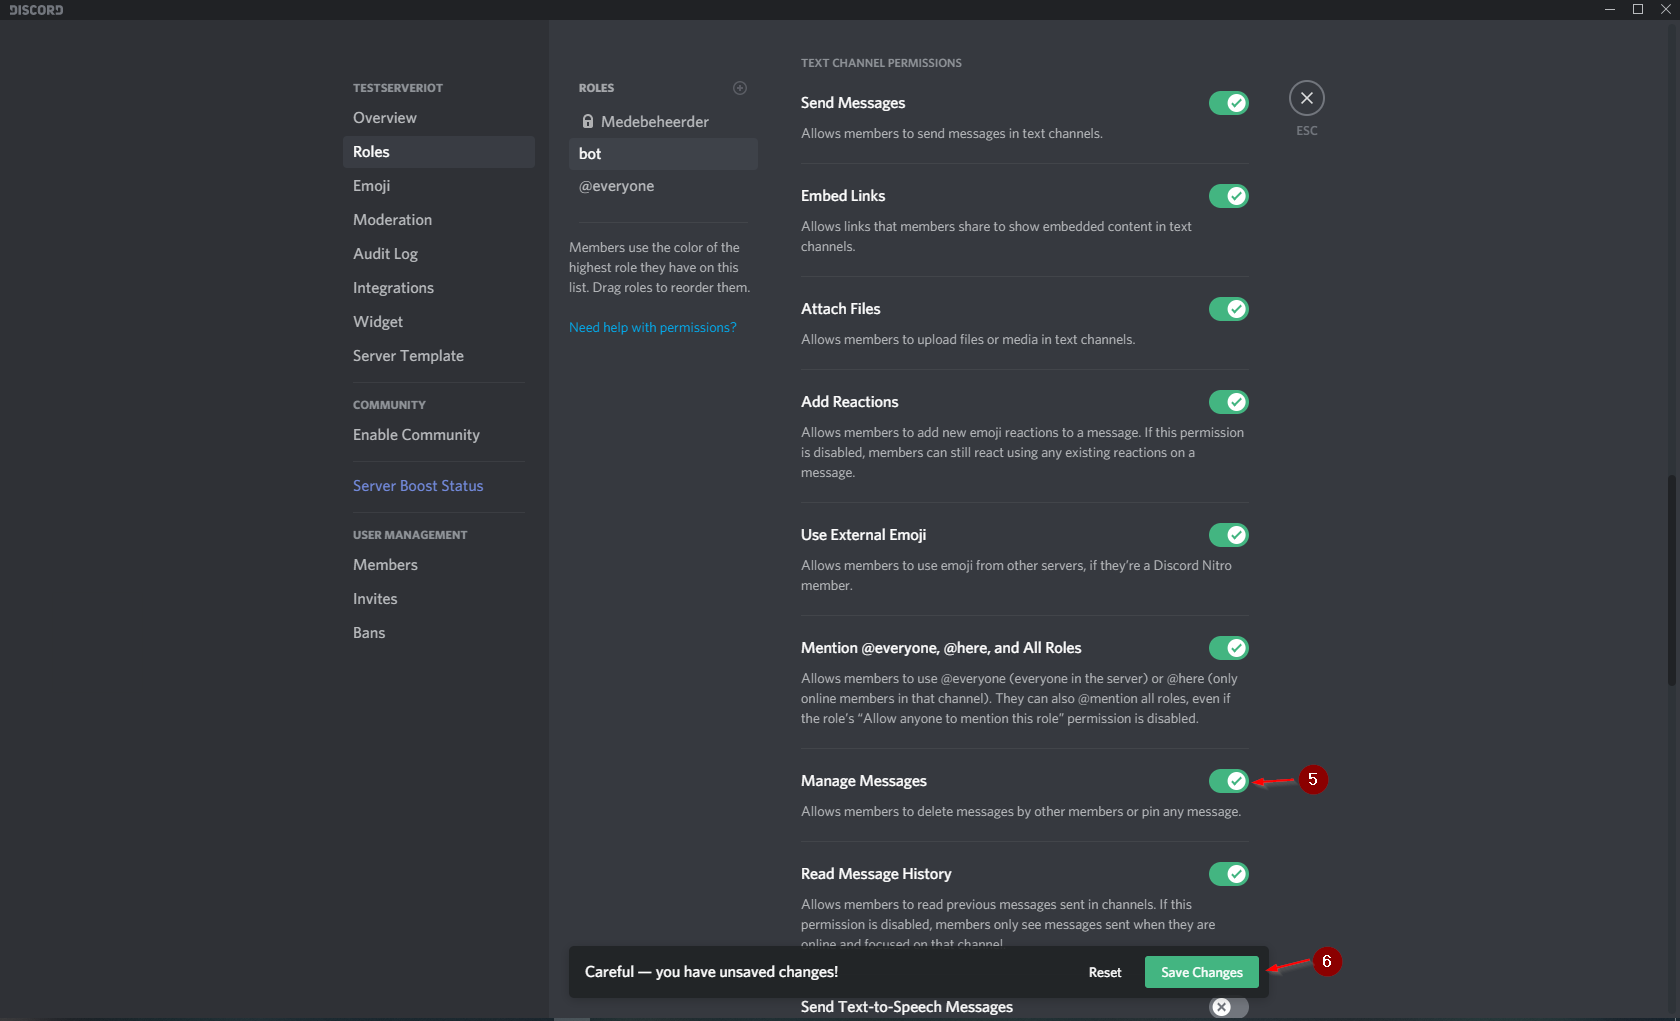 DISCORD
TESTSERVERIOT
Overview
Roles
Emoji
Moderation
Audit Log
Integrations
Widget
Server Template
COMMUNITY
Enable Community
Server Boost Status
USER MANAGEMENT
Members
Invites
Bans
ROLES
Medebeheerder
bot
@everyone
Members use the color of the
highest role they have on this
list. Drag roles to reorder them.
Need help with permissions?
TEXT CHANNEL PERMISSIONS
Send Messages
Allows members to send messages in text channels.
Embed Links
Allows links that members share to show embedded content in text
channels.
Attach Files
Allows members to upload files or media in text channels.
Add Reactions
Allows members to add new emoji reactions to a message. If this permission
is disabled, members can still react using any existing reactions on a
message.
Use External Emoji
Allows members to use emoji from other servers, if they’re a Discord Nitro
member.
Mention @everyone, @here, and All Roles
Allows members to use @everyone (everyone in the server) or @here (only
online members in that channel). They can also @mention all roles, even if
the role’s “Allow anyone to mention this role” permission is disabled.
Manage Messages
5
Allows members to delete messages by other members or pin any message.
Read Message History
Allows members to read previous messages sent in channels. If this
permission is disabled, members only see messages sent when they are
online and focused on that channel.
Careful — you have unsaved changes!
Reset
Save Changes
6
Send Text-to-Speech Messages
ESC